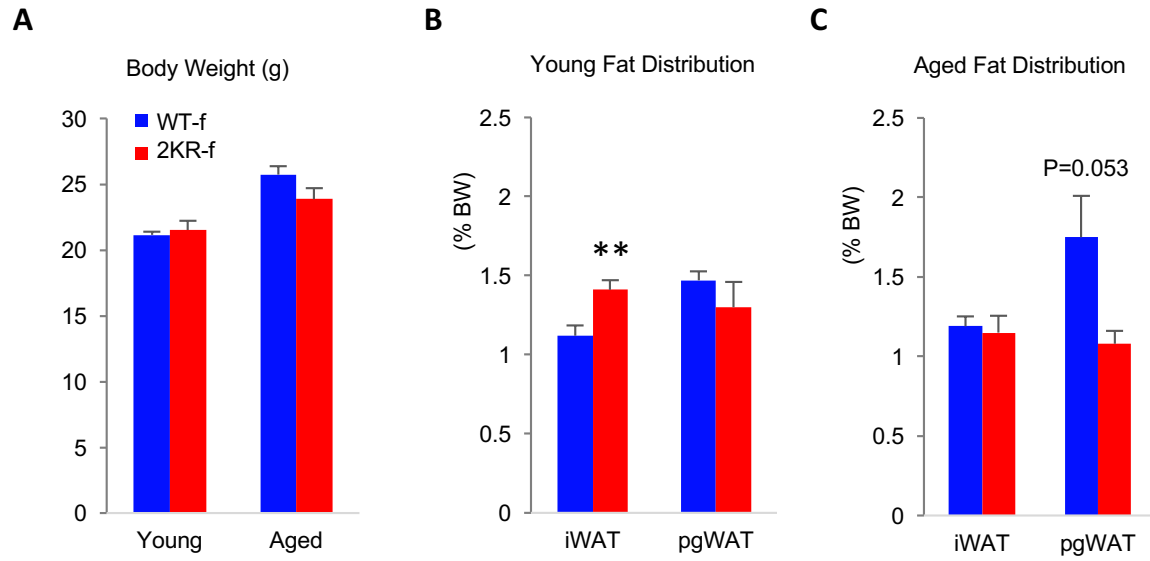 A
Body Weight (g)
30
25
20
15
10
5
0
WT-f
2KR-f
Young Aged
B
Young Fat Distribution
(% BW)
2.5
2
1.5
1
0.5
0
**
iWAT pgWAT
C
Aged Fat Distribution
(% BW)
2.5
2
1.5
1
0.5
0
P=0.053
iWAT pgWAT